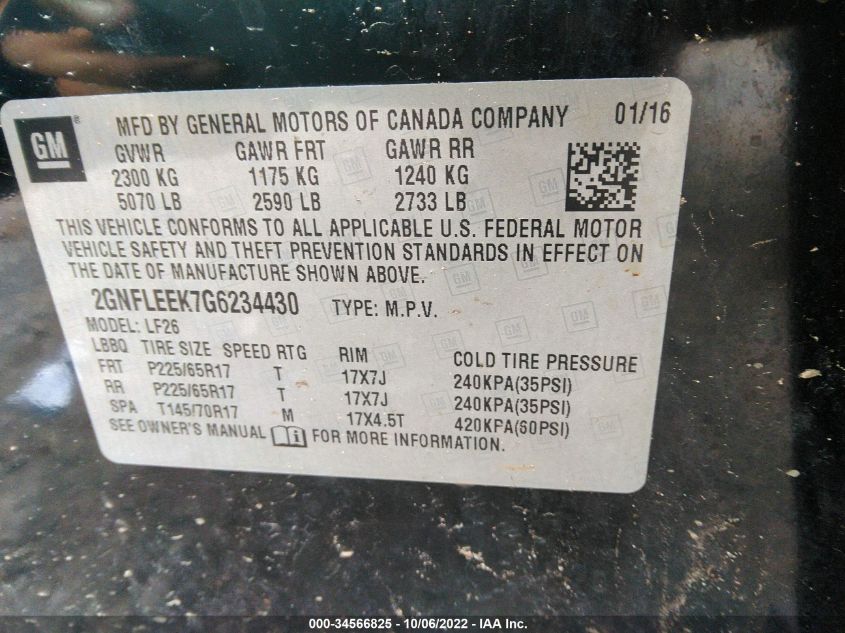 GM®
MFD BY GENERAL MOTORS OF CANADA COMPANY 01/16
GVWR GAWR FRT GAWR RR
2300 KG 1175 KG 1240 KG
5070 LB 2590 LB 2733 LB
THIS VEHICLE CONFORMS TO ALL APPLICABLE U.S. FEDERAL MOTOR
VEHICLE SAFETY AND THEFT PREVENTION STANDARDS IN EFFECT ON
THE DATE OF MANUFACTURE SHOWN ABOVE.
2GNFLEEK7G6234430 TYPE: M.P.V.
MODEL: LF26
LBBQ TIRE SIZE SPEED RTG RIM COLD TIRE PRESSURE
FRT P225/65R17 T 17X7J 240KPA(35PSI)
RR P225/65R17 T 17X7J 240KPA(35PSI)
SPA T145/70R17 M 17X4.5T 420KPA(60PSI)
SEE OWNER'S MANUAL FOR MORE INFORMATION.
000-34566825 - 10/06/2022 - IAA Inc.